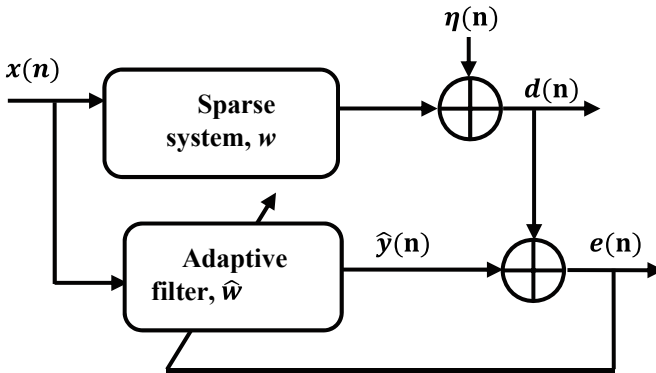 η(n)
x(n)
d(n)
Sparse
system, w
ŷ(n)
e(n)
Adaptive
filter, ŵ